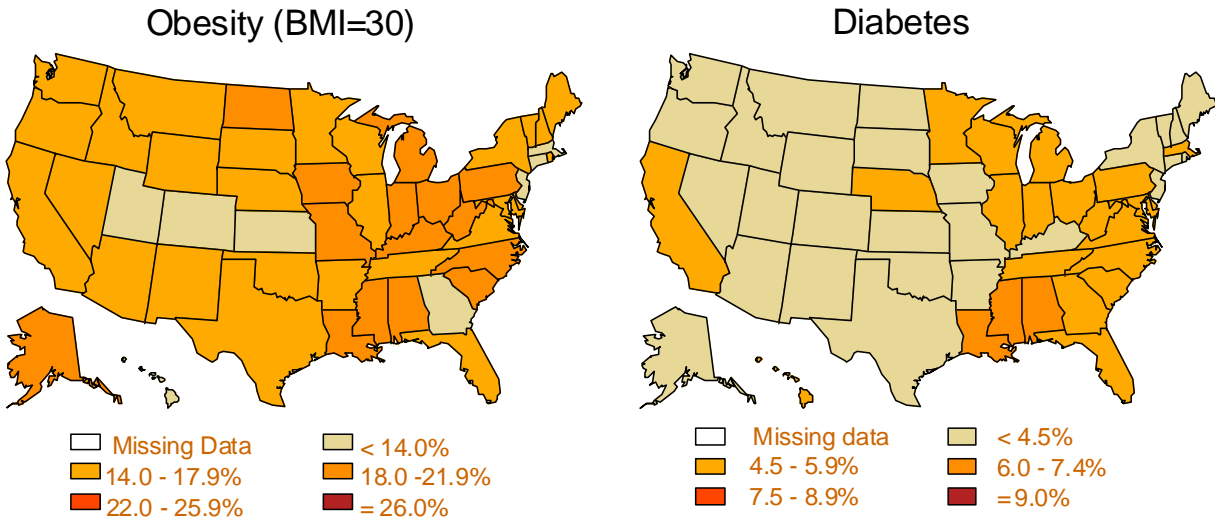 Obesity (BMI=30)
Diabetes
Missing Data
< 14.0%
14.0 - 17.9%
18.0 -21.9%
22.0 - 25.9%
= 26.0%
Missing data
< 4.5%
4.5 - 5.9%
6.0 - 7.4%
7.5 - 8.9%
=9.0%